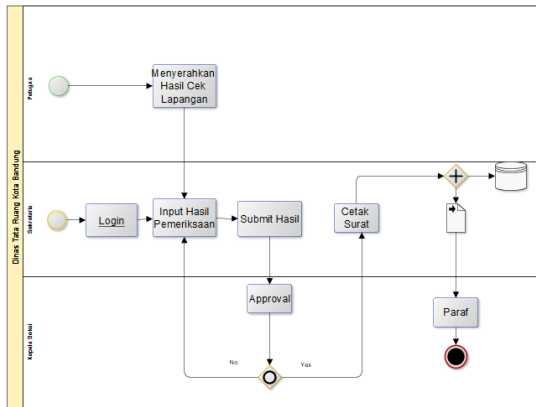 Dinas Tata Ruang Kota Bandung
Petugas
Menyerahkan
Hasil Cek
Lapangan
Sekretaris
Login
Input Hasil
Pemeriksaan
Submit Hasil
Cetak
Surat
Kepala Seksi
Approval
No
Yes
Paraf